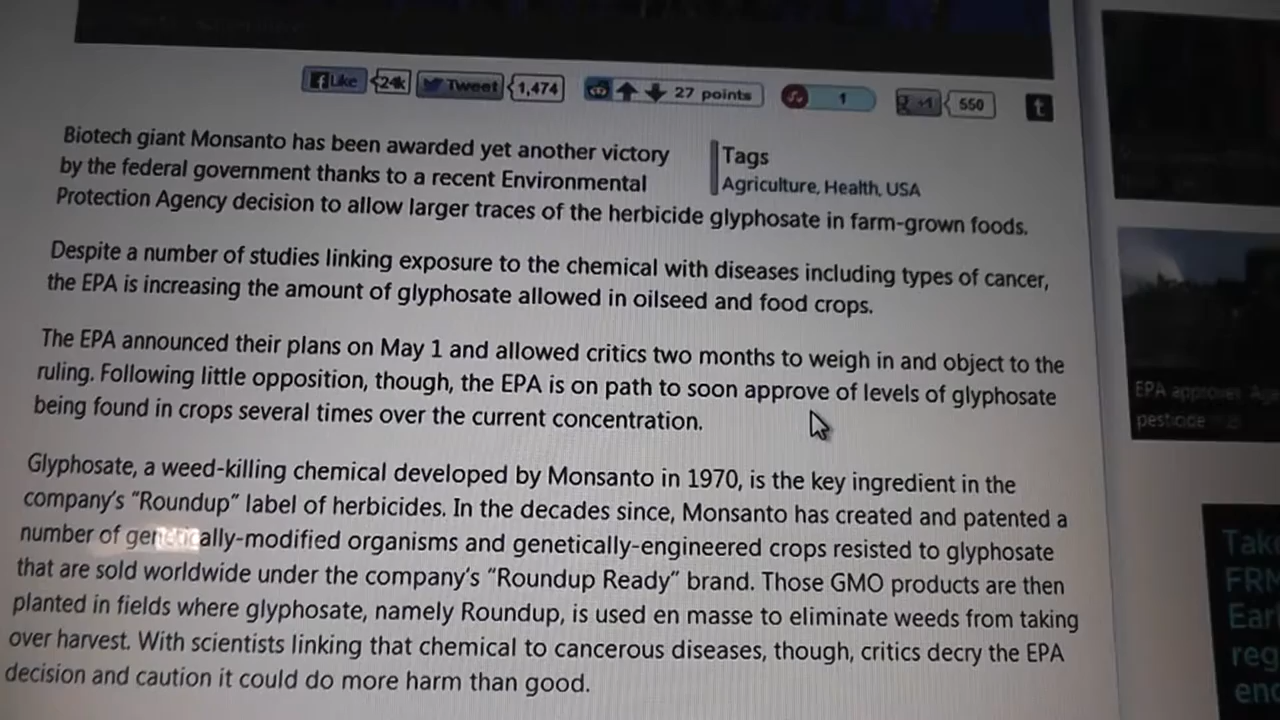 Like 24k Tweet 1,474 27 points 1 +1 550 t
Biotech giant Monsanto has been awarded yet another victory
by the federal government thanks to a recent Environmental
Protection Agency decision to allow larger traces of the herbicide glyphosate in farm-grown foods.
Tags
Agriculture, Health, USA
Despite a number of studies linking exposure to the chemical with diseases including types of cancer,
the EPA is increasing the amount of glyphosate allowed in oilseed and food crops.
The EPA announced their plans on May 1 and allowed critics two months to weigh in and object to the
ruling. Following little opposition, though, the EPA is on path to soon approve of levels of glyphosate
being found in crops several times over the current concentration.
Glyphosate, a weed-killing chemical developed by Monsanto in 1970, is the key ingredient in the
company's "Roundup" label of herbicides. In the decades since, Monsanto has created and patented a
number of genetically-modified organisms and genetically-engineered crops resisted to glyphosate
that are sold worldwide under the company's "Roundup Ready" brand. Those GMO products are then
planted in fields where glyphosate, namely Roundup, is used en masse to eliminate weeds from taking
over harvest. With scientists linking that chemical to cancerous diseases, though, critics decry the EPA
decision and caution it could do more harm than good.
EPA approves
pesticide
Tak
FRN
Earl
reg
enc